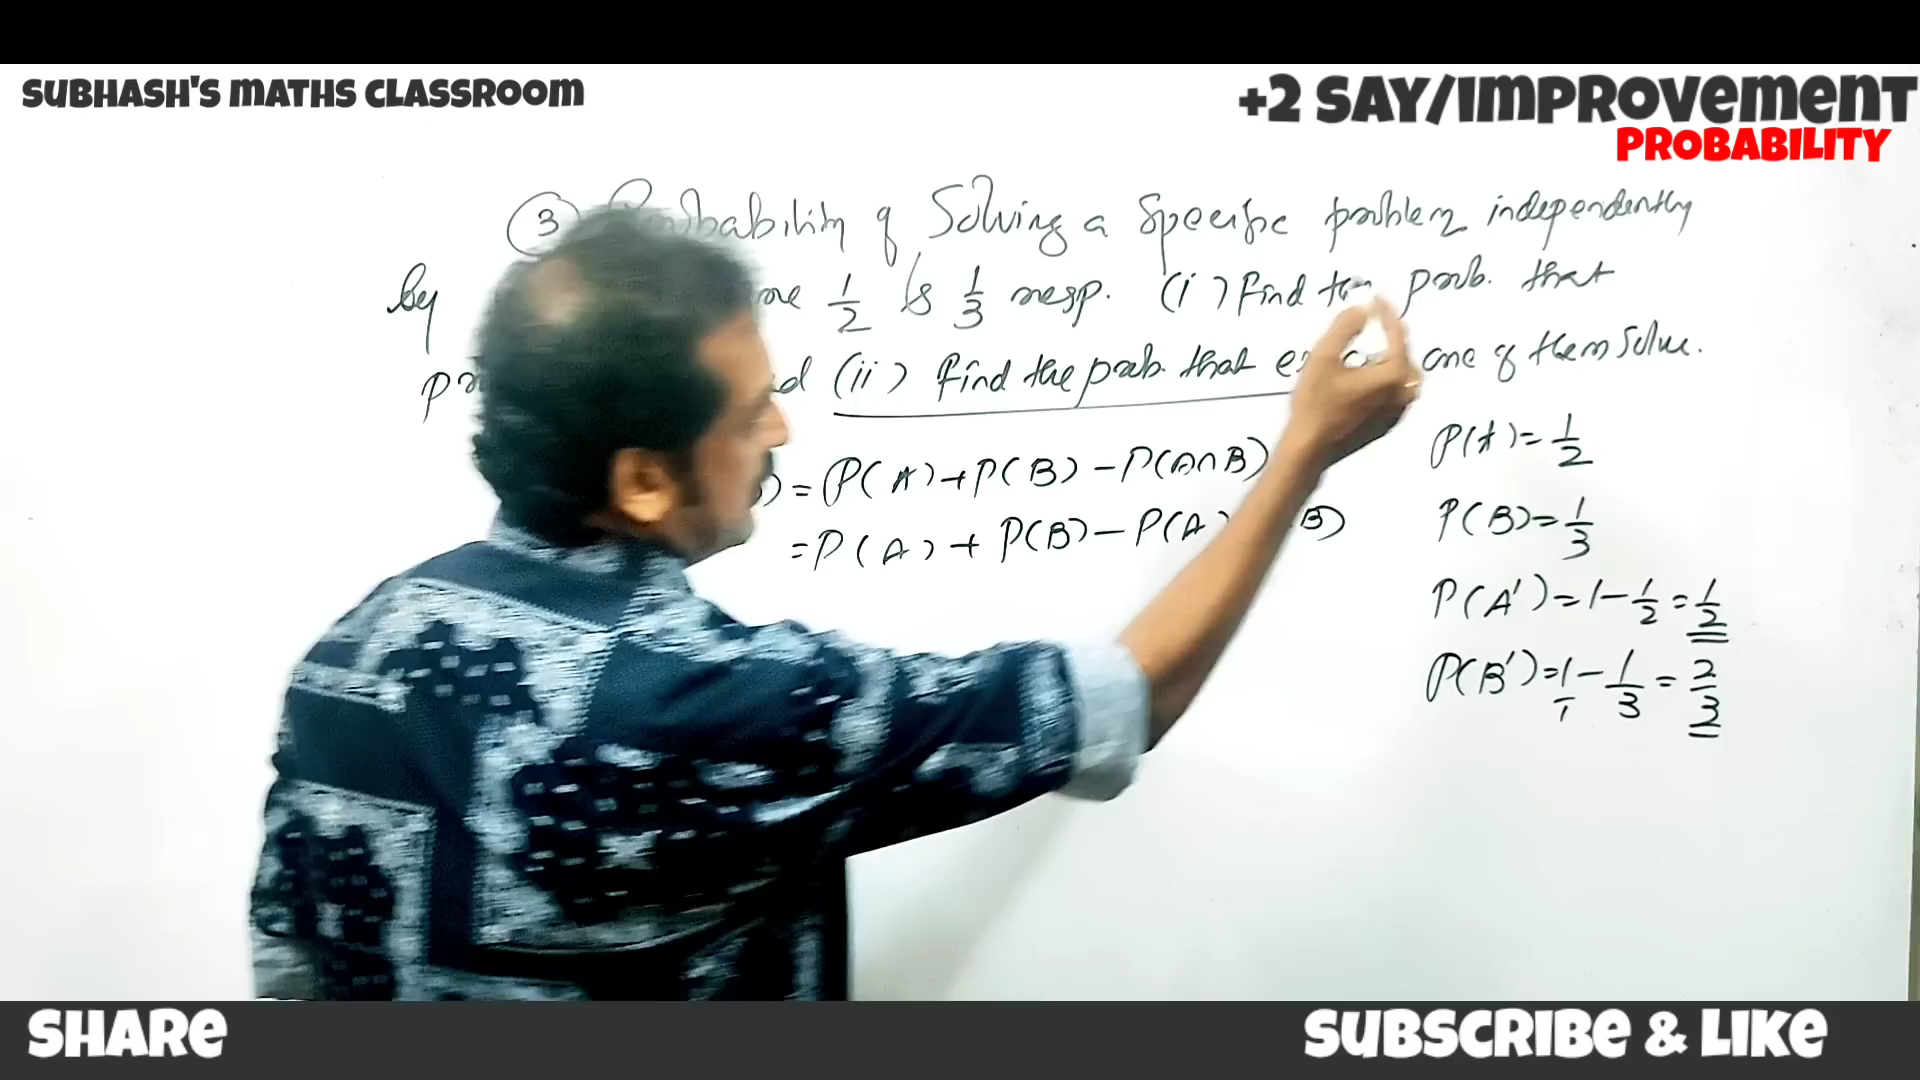 SUBHASH'S MATHS CLASSROOM
+2 SAY/IMPROVEMENT
PROBABILITY
3 Probability of Solving a Specific problem independently
by 1/2 & 1/3 resp. (i) Find the prob. that
(ii) Find the prob. that one of them solve.
= P(A) + P(B) - P(A∩B)
= P(A) + P(B) - P(A) B)
P(A) = 1/2
P(B) = 1/3
P(A') = 1 - 1/2 = 1/2
P(B') = 1/1 - 1/3 = 2/3
SHARE
SUBSCRIBE & LIKE